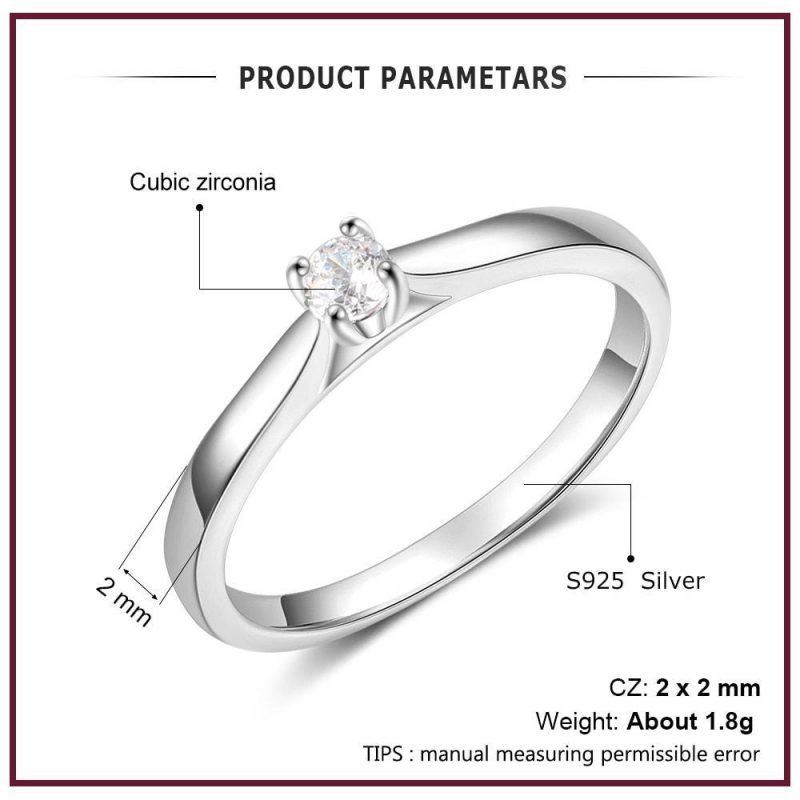 PRODUCT PARAMETARS
Cubic zirconia
2 mm
S925 Silver
CZ: 2 x 2 mm
Weight: About 1.8g
TIPS : manual measuring permissible error